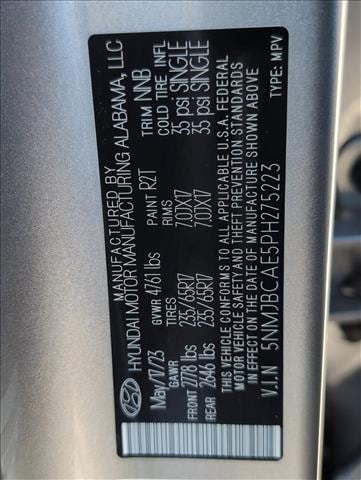 MANUFACTURED BY
HYUNDAI MOTOR MANUFACTURING ALABAMA, LLC
May/17/23 PAINT R2T TRIM NNB
GVWR 4761 lbs
GAWR RIMS COLD TIRE INFL
FRONT 2778 lbs 235/65R17 7.0JX17 35 psi SINGLE
REAR 2646 lbs 235/65R17 7.0JX17 35 psi SINGLE
THIS VEHICLE CONFORMS TO ALL APPLICABLE U.S.A. FEDERAL
MOTOR VEHICLE SAFETY AND BUMPER STANDARDS AND
THEFT PREVENTION STANDARDS
IN EFFECT ON THE DATE OF MANUFACTURE SHOWN ABOVE
V.I.N 5NMJBCAE5PH275223 TYPE: MPV